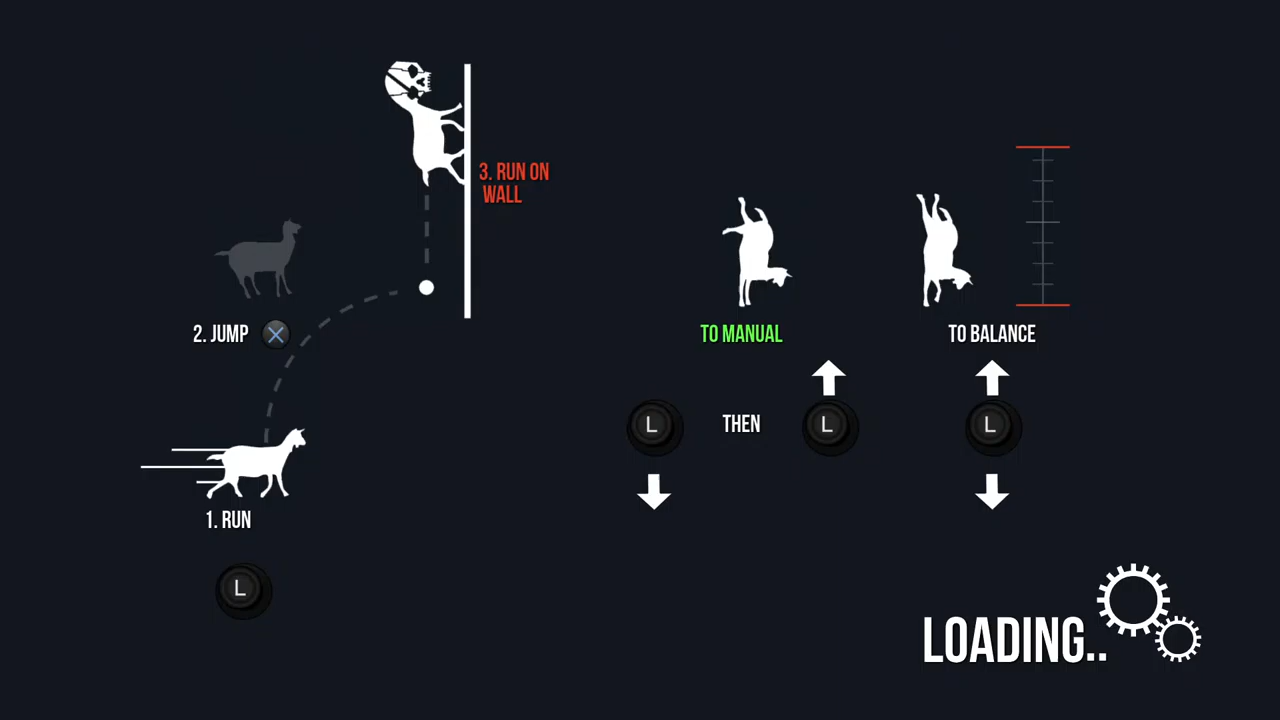 3. RUN ON
WALL
2. JUMP
1. RUN
L
TO MANUAL
L
THEN
L
TO BALANCE
L
LOADING..